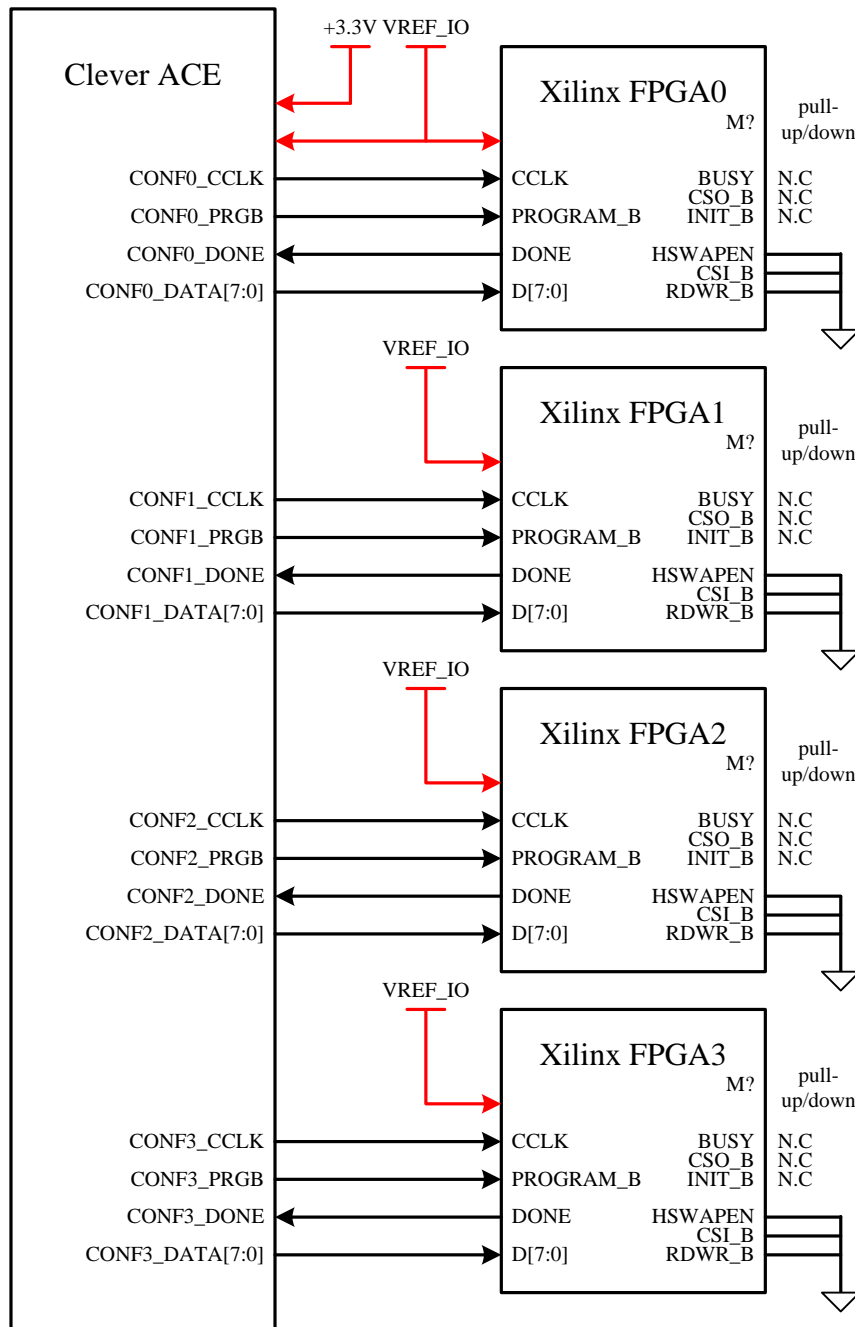 +3.3V VREF_IO
Clever ACE
Xilinx FPGA0
M?
pull-
up/down
CONF0_CCLK CCLK BUSY N.C
CSO_B N.C
CONF0_PRGB PROGRAM_B INIT_B N.C
CONF0_DONE DONE HSWAPEN
CSI_B
CONF0_DATA[7:0] D[7:0] RDWR_B
VREF_IO
Xilinx FPGA1
M?
pull-
up/down
CONF1_CCLK CCLK BUSY N.C
CSO_B N.C
CONF1_PRGB PROGRAM_B INIT_B N.C
CONF1_DONE DONE HSWAPEN
CSI_B
CONF1_DATA[7:0] D[7:0] RDWR_B
VREF_IO
Xilinx FPGA2
M?
pull-
up/down
CONF2_CCLK CCLK BUSY N.C
CSO_B N.C
CONF2_PRGB PROGRAM_B INIT_B N.C
CONF2_DONE DONE HSWAPEN
CSI_B
CONF2_DATA[7:0] D[7:0] RDWR_B
VREF_IO
Xilinx FPGA3
M?
pull-
up/down
CONF3_CCLK CCLK BUSY N.C
CSO_B N.C
CONF3_PRGB PROGRAM_B INIT_B N.C
CONF3_DONE DONE HSWAPEN
CSI_B
CONF3_DATA[7:0] D[7:0] RDWR_B